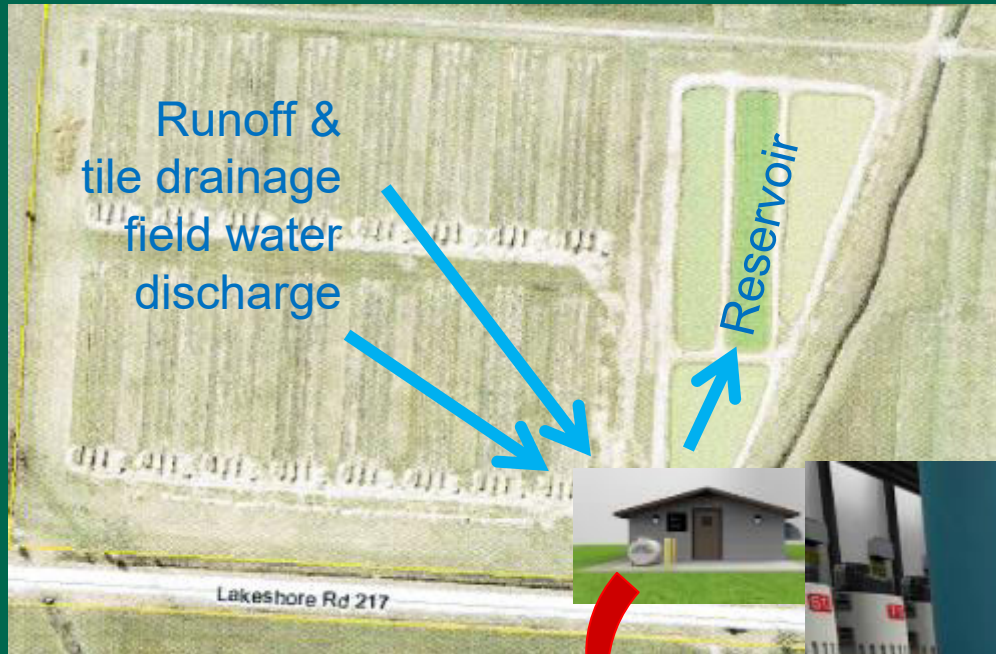 Runoff &
tile drainage
field water
discharge
Reservoir
Lakeshore Rd 217